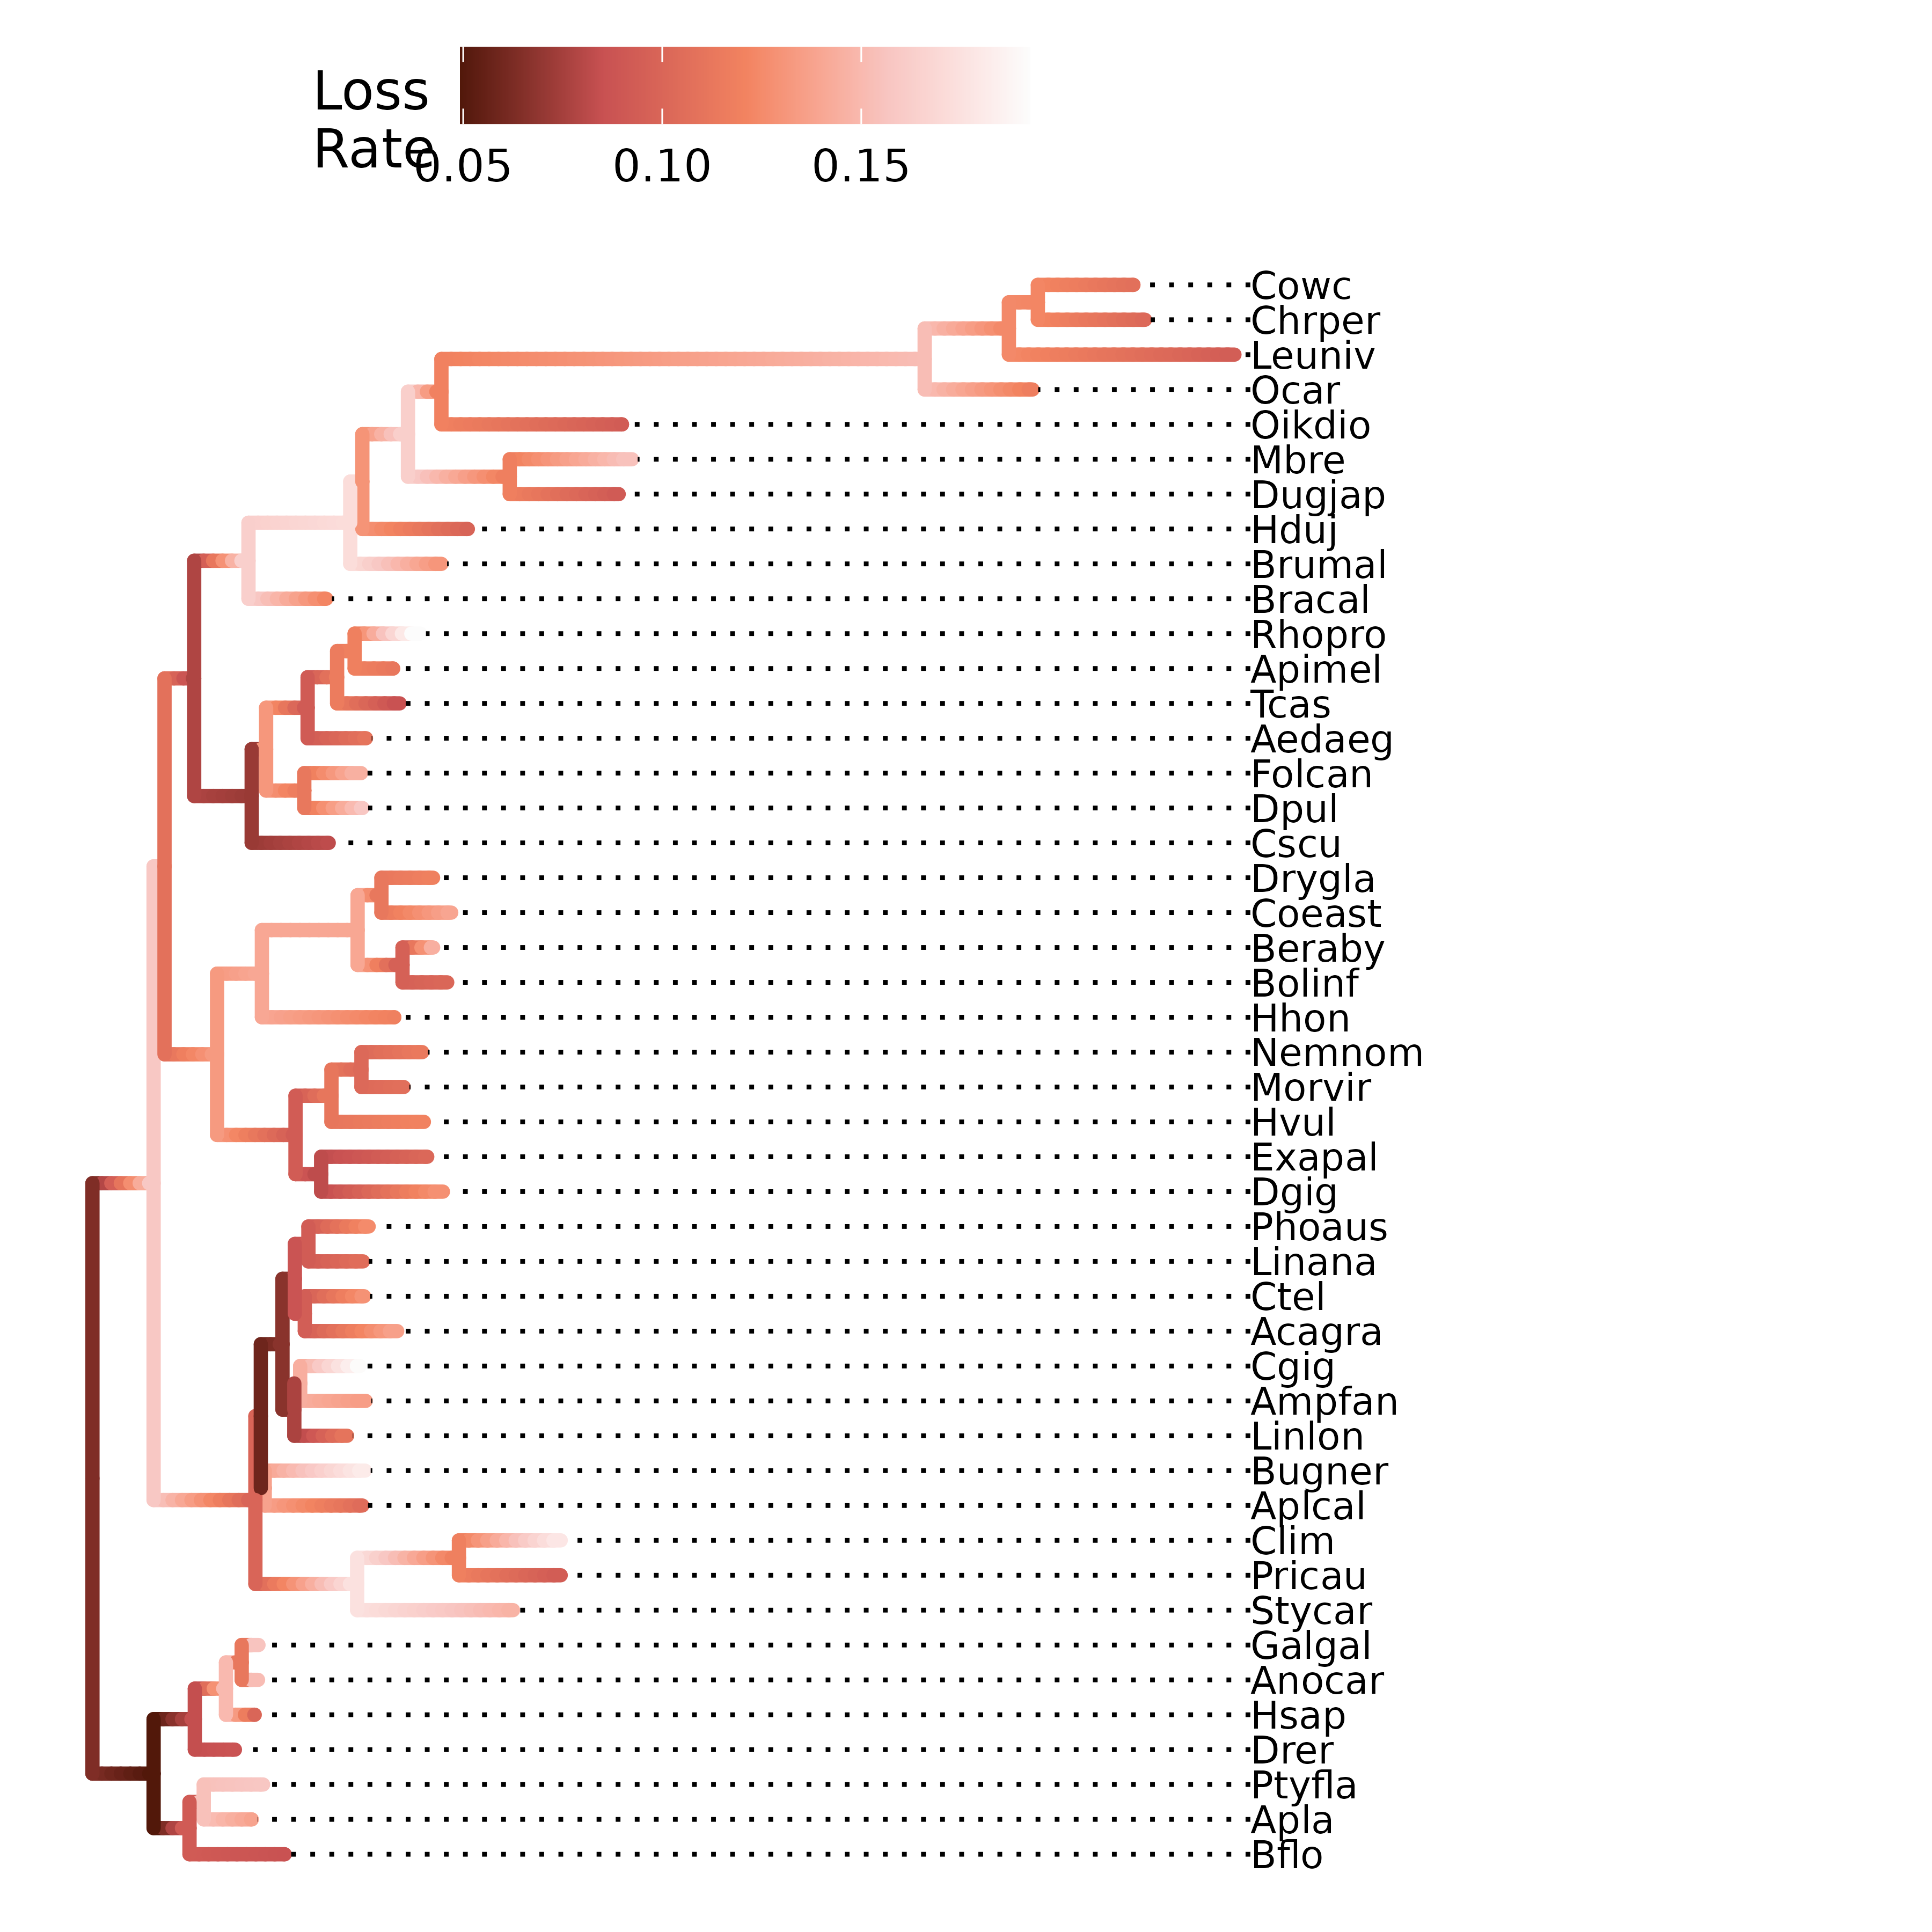 Loss
Rate
0.05 0.10 0.15
Cowc
Chrper
Leuniv
Ocar
Oikdio
Mbre
Dugjap
Hduj
Brumal
Bracal
Rhopro
Apimel
Tcas
Aedaeg
Folcan
Dpul
Cscu
Drygla
Coeast
Beraby
Bolinf
Hhon
Nemnom
Morvir
Hvul
Exapal
Dgig
Phoaus
Linana
Ctel
Acagra
Cgig
Ampfan
Linlon
Bugner
Aplcal
Clim
Pricau
Stycar
Galgal
Anocar
Hsap
Drer
Ptyfla
Apla
Bflo